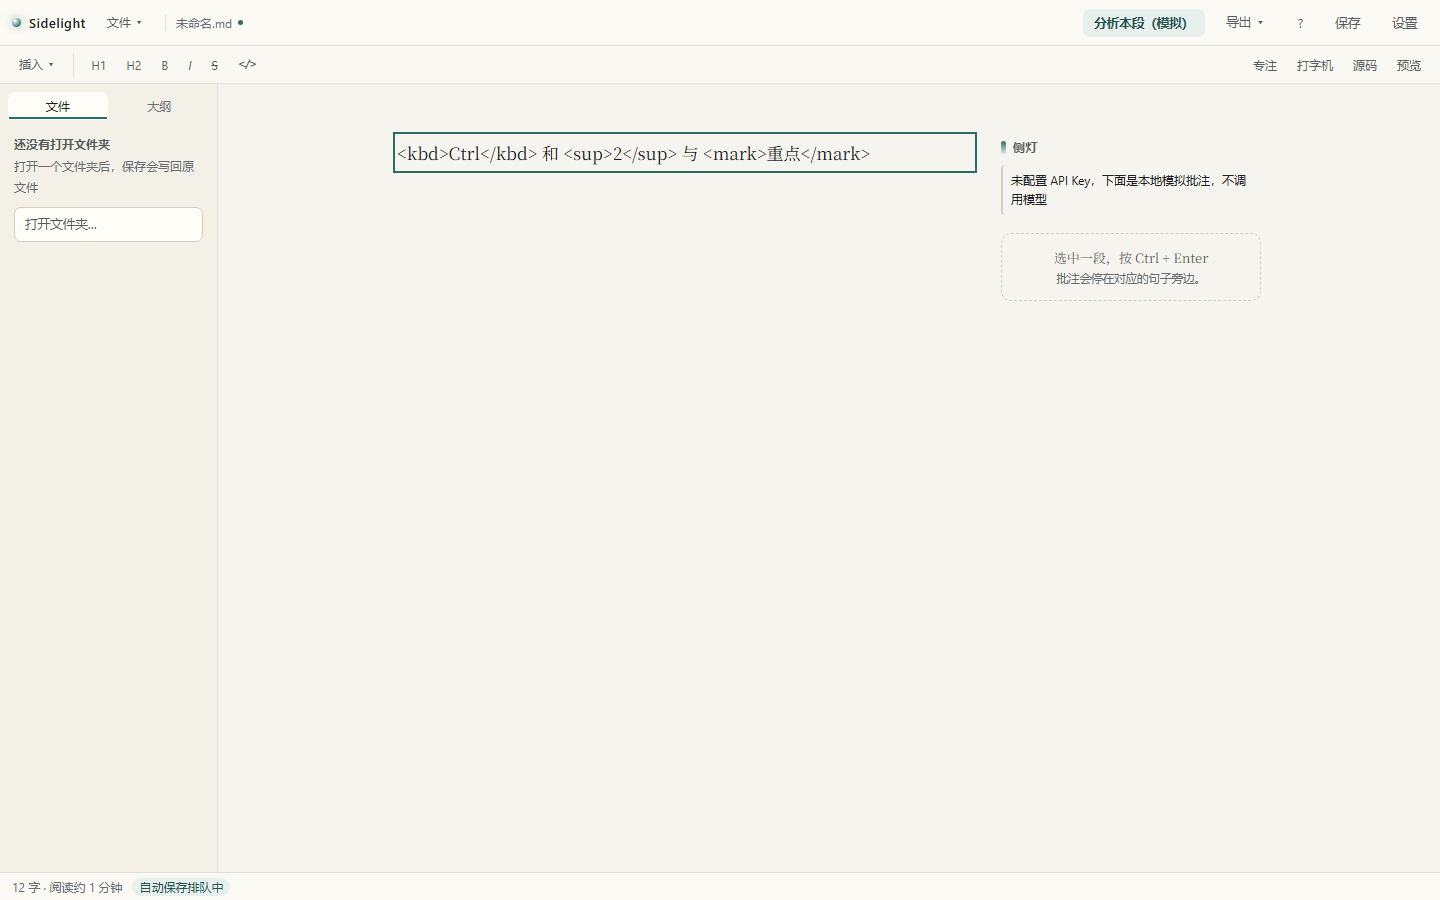 Sidelight 文件 ▾ 未命名.md ● 分析本段（模拟） 导出 ▾ ? 保存 设置
插入 ▾ H1 H2 B I S </> 专注 打字机 源码 预览
文件 大纲
还没有打开文件夹
打开一个文件夹后，保存会写回原
文件
打开文件夹...
<kbd>Ctrl</kbd> 和 <sup>2</sup> 与 <mark>重点</mark>
侧灯
未配置 API Key，下面是本地模拟批注，不调
用模型
选中一段，按 Ctrl + Enter
批注会停在对应的句子旁边。
12 字 · 阅读约 1 分钟 自动保存排队中